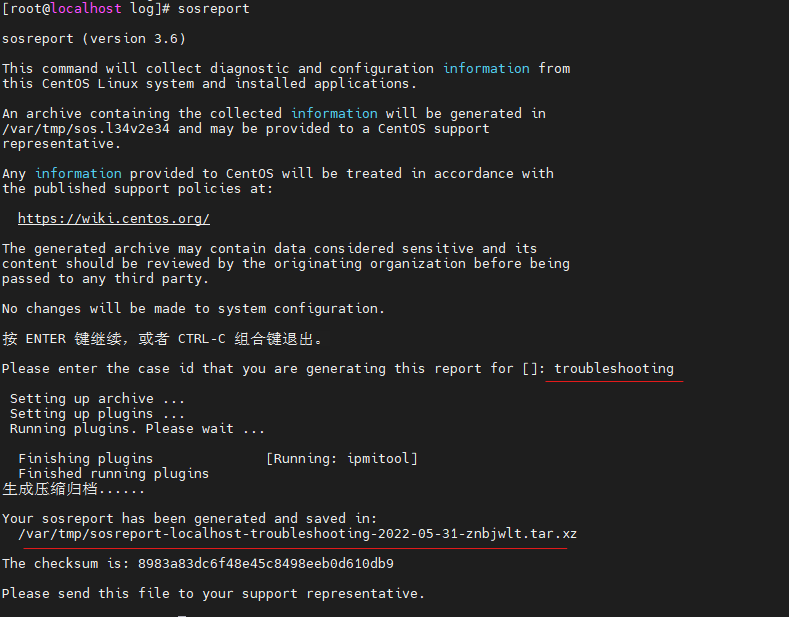 [root@localhost log]# sosreport
sosreport (version 3.6)
This command will collect diagnostic and configuration information from
this CentOS Linux system and installed applications.
An archive containing the collected information will be generated in
/var/tmp/sos.l34v2e34 and may be provided to a CentOS support
representative.
Any information provided to CentOS will be treated in accordance with
the published support policies at:
https://wiki.centos.org/
The generated archive may contain data considered sensitive and its
content should be reviewed by the originating organization before being
passed to any third party.
No changes will be made to system configuration.
按 ENTER 键继续，或者 CTRL-C 组合键退出。
Please enter the case id that you are generating this report for []: troubleshooting
Setting up archive ...
Setting up plugins ...
Running plugins. Please wait ...
Finishing plugins [Running: ipmitool]
Finished running plugins
生成压缩归档......
Your sosreport has been generated and saved in:
/var/tmp/sosreport-localhost-troubleshooting-2022-05-31-znbjwlt.tar.xz
The checksum is: 8983a83dc6f48e45c8498eeb0d610db9
Please send this file to your support representative.